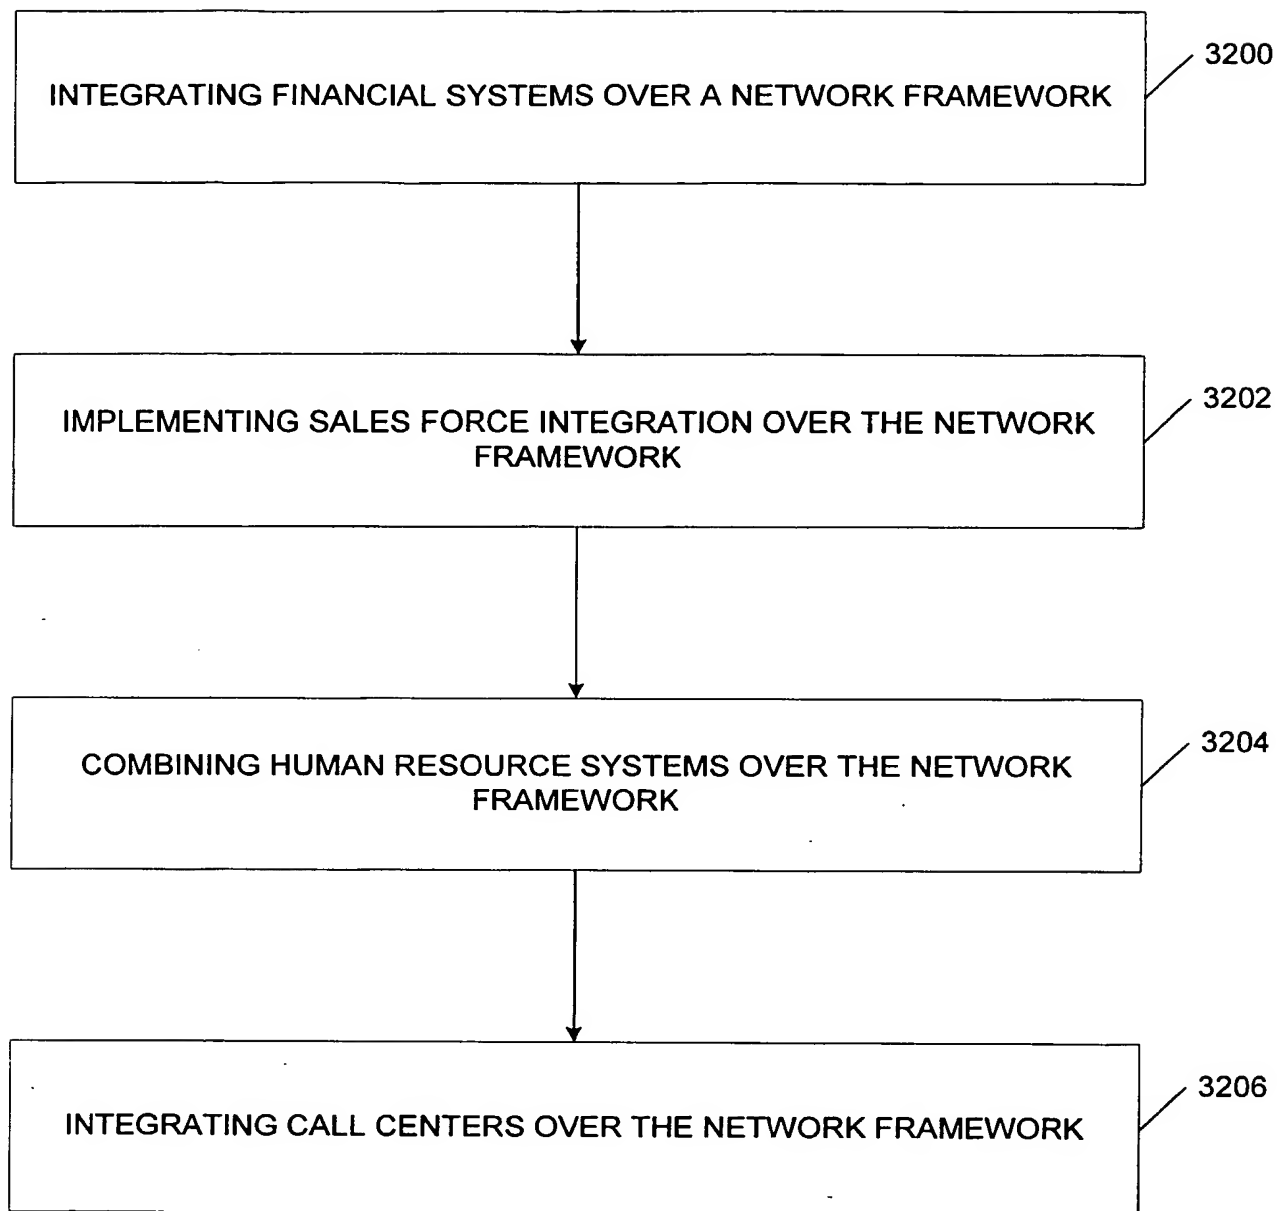 3200
INTEGRATING FINANCIAL SYSTEMS OVER A NETWORK FRAMEWORK
3202
IMPLEMENTING SALES FORCE INTEGRATION OVER THE NETWORK
FRAMEWORK
3204
COMBINING HUMAN RESOURCE SYSTEMS OVER THE NETWORK
FRAMEWORK
3206
INTEGRATING CALL CENTERS OVER THE NETWORK FRAMEWORK